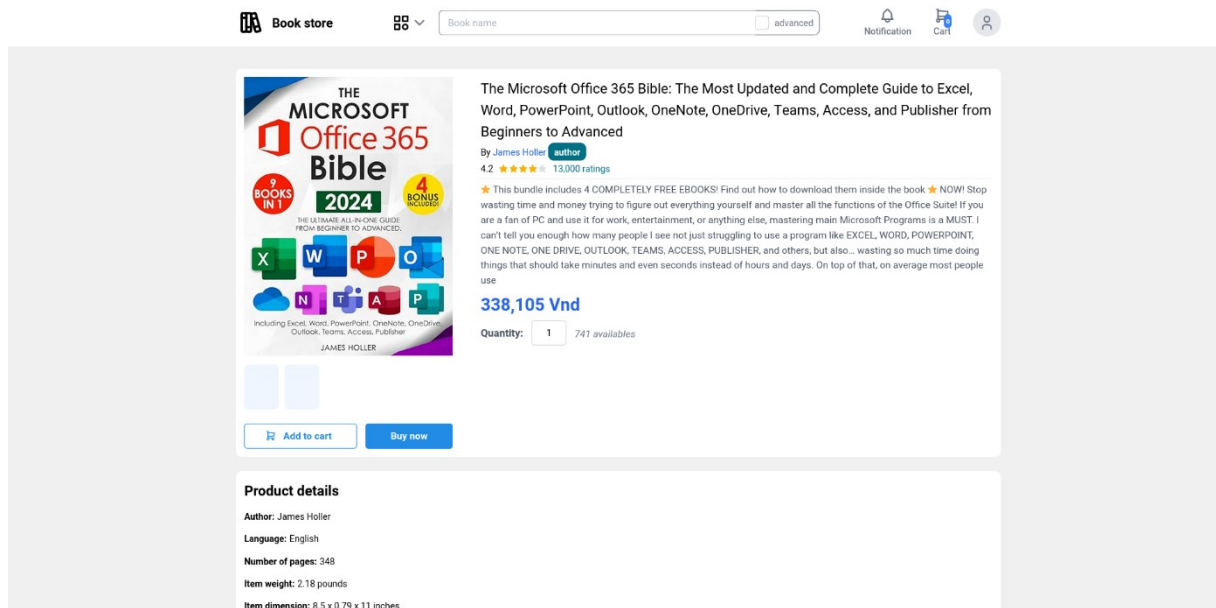 Book store
Book name
advanced
Notification
0
Cart
THE
MICROSOFT
Office 365
Bible
9
BOOKS
IN 1
2024
4
BONUS
INCLUDED!
THE ULTIMATE ALL-IN-ONE GUIDE
FROM BEGINNER TO ADVANCED.
X
W
P
O
N
T
A
P
Including Excel, Word, PowerPoint, OneNote, OneDrive,
Outlook, Teams, Access, Publisher
JAMES HOLLER
Add to cart
Buy now
The Microsoft Office 365 Bible: The Most Updated and Complete Guide to Excel,
Word, PowerPoint, Outlook, OneNote, OneDrive, Teams, Access, and Publisher from
Beginners to Advanced
By James Holler author
4.2 13,000 ratings
This bundle includes 4 COMPLETELY FREE EBOOKS! Find out how to download them inside the book ⭐ NOW! Stop
wasting time and money trying to figure out everything yourself and master all the functions of the Office Suite! If you
are a fan of PC and use it for work, entertainment, or anything else, mastering main Microsoft Programs is a MUST. I
can't tell you enough how many people I see not just struggling to use a program like EXCEL, WORD, POWERPOINT,
ONE NOTE, ONE DRIVE, OUTLOOK, TEAMS, ACCESS, PUBLISHER, and others, but also... wasting so much time doing
things that should take minutes and even seconds instead of hours and days. On top of that, on average most people
use
338,105 Vnd
Quantity: 1 741 availables
Product details
Author: James Holler
Language: English
Number of pages: 348
Item weight: 2.18 pounds
Item dimension: 8.5 x 0.79 x 11 inches